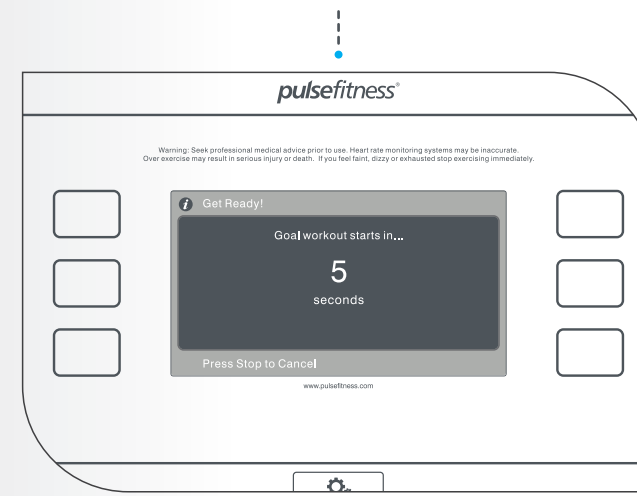 pulsefitness®
Warning: Seek professional medical advice prior to use. Heart rate monitoring systems may be inaccurate.
Over exercise may result in serious injury or death. If you feel faint, dizzy or exhausted stop exercising immediately.
i Get Ready!
Goal workout starts in...
5
seconds
Press Stop to Cancel
www.pulsefitness.com